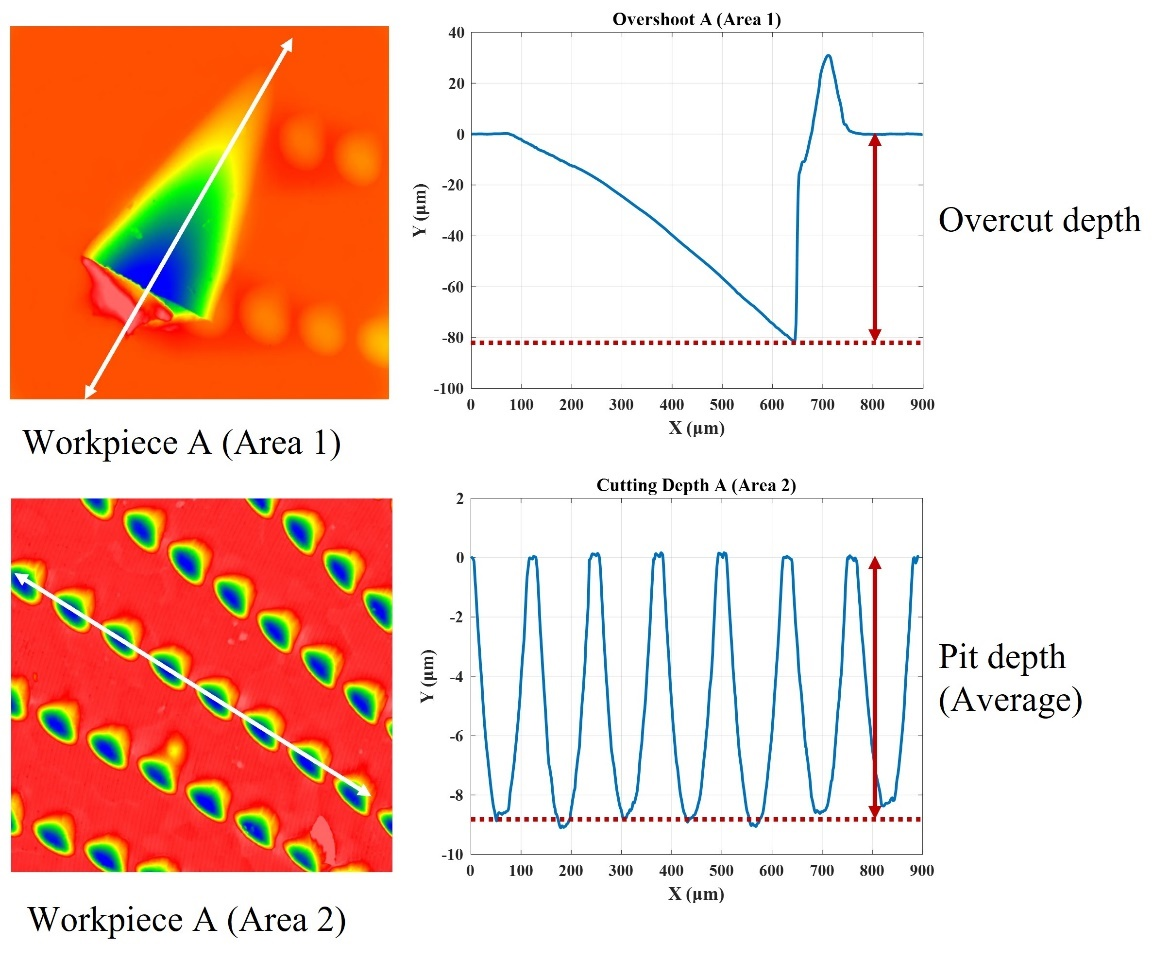 Overshoot A (Area 1)
40
20
0
-20
-40
-60
-80
-100
Y (µm)
0 100 200 300 400 500 600 700 800 900
X (µm)
Overcut depth
Workpiece A (Area 1)
Cutting Depth A (Area 2)
2
0
-2
-4
-6
-8
-10
Y (µm)
0 100 200 300 400 500 600 700 800 900
X (µm)
Pit depth
(Average)
Workpiece A (Area 2)